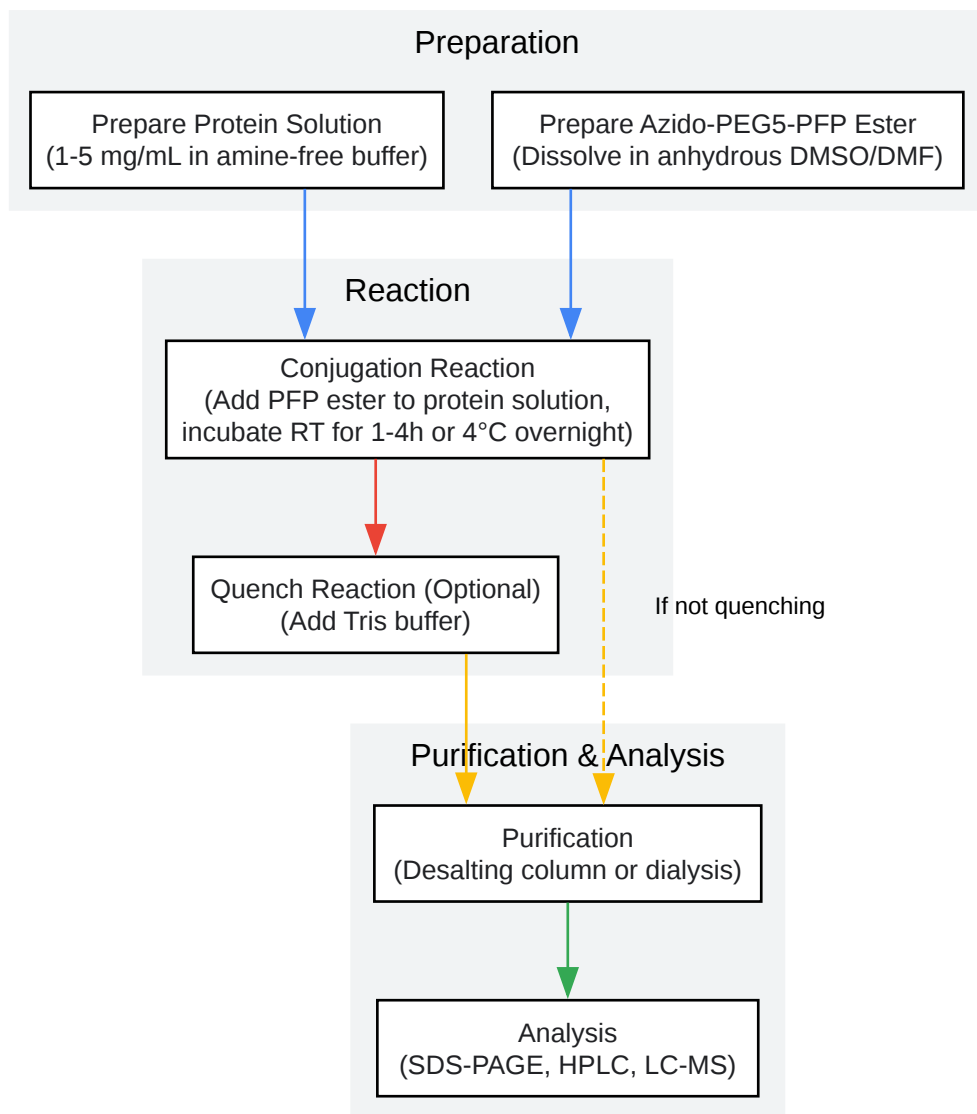 Preparation
Prepare Protein Solution
(1-5 mg/mL in amine-free buffer)
Prepare Azido-PEG5-PFP Ester
(Dissolve in anhydrous DMSO/DMF)
Reaction
Conjugation Reaction
(Add PFP ester to protein solution,
incubate RT for 1-4h or 4°C overnight)
Quench Reaction (Optional)
(Add Tris buffer)
If not quenching
Purification & Analysis
Purification
(Desalting column or dialysis)
Analysis
(SDS-PAGE, HPLC, LC-MS)